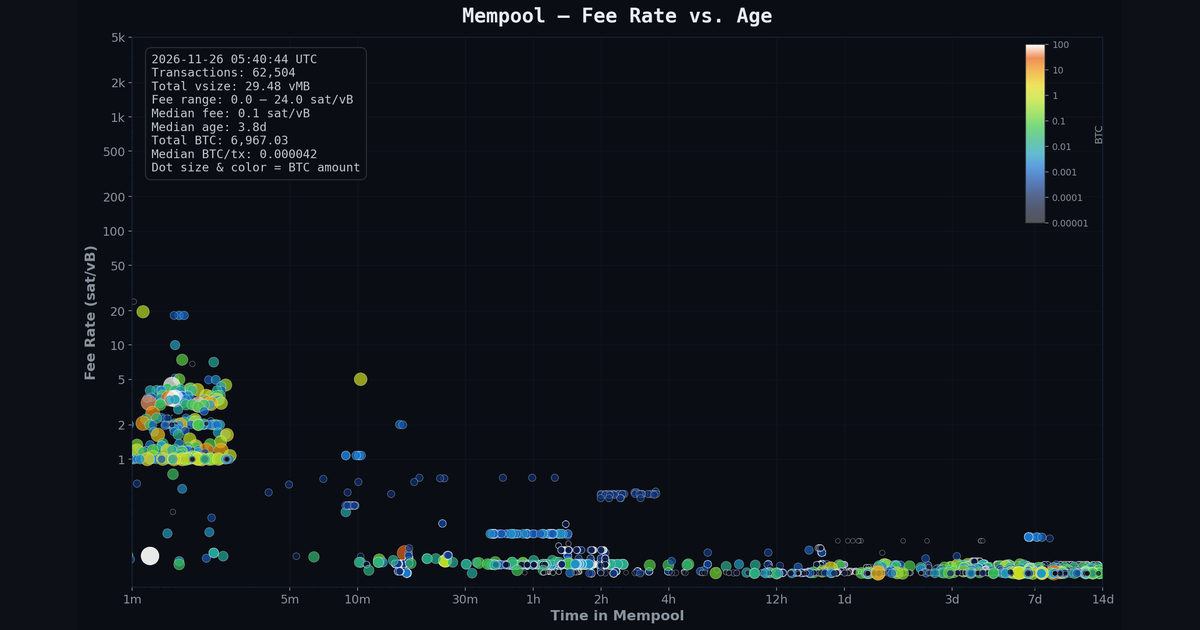 Mempool — Fee Rate vs. Age
2026-11-26 05:40:44 UTC
Transactions: 62,504
Total vsize: 29.48 vMB
Fee range: 0.0 – 24.0 sat/vB
Median fee: 0.1 sat/vB
Median age: 3.8d
Total BTC: 6,967.03
Median BTC/tx: 0.000042
Dot size & color = BTC amount
100
10
1
0.1
0.01
0.001
0.0001
0.00001
BTC
5k
2k
1k
500
200
100
50
20
10
5
2
1
Fee Rate (sat/vB)
1m 5m 10m 30m 1h 2h 4h 12h 1d 3d 7d 14d
Time in Mempool